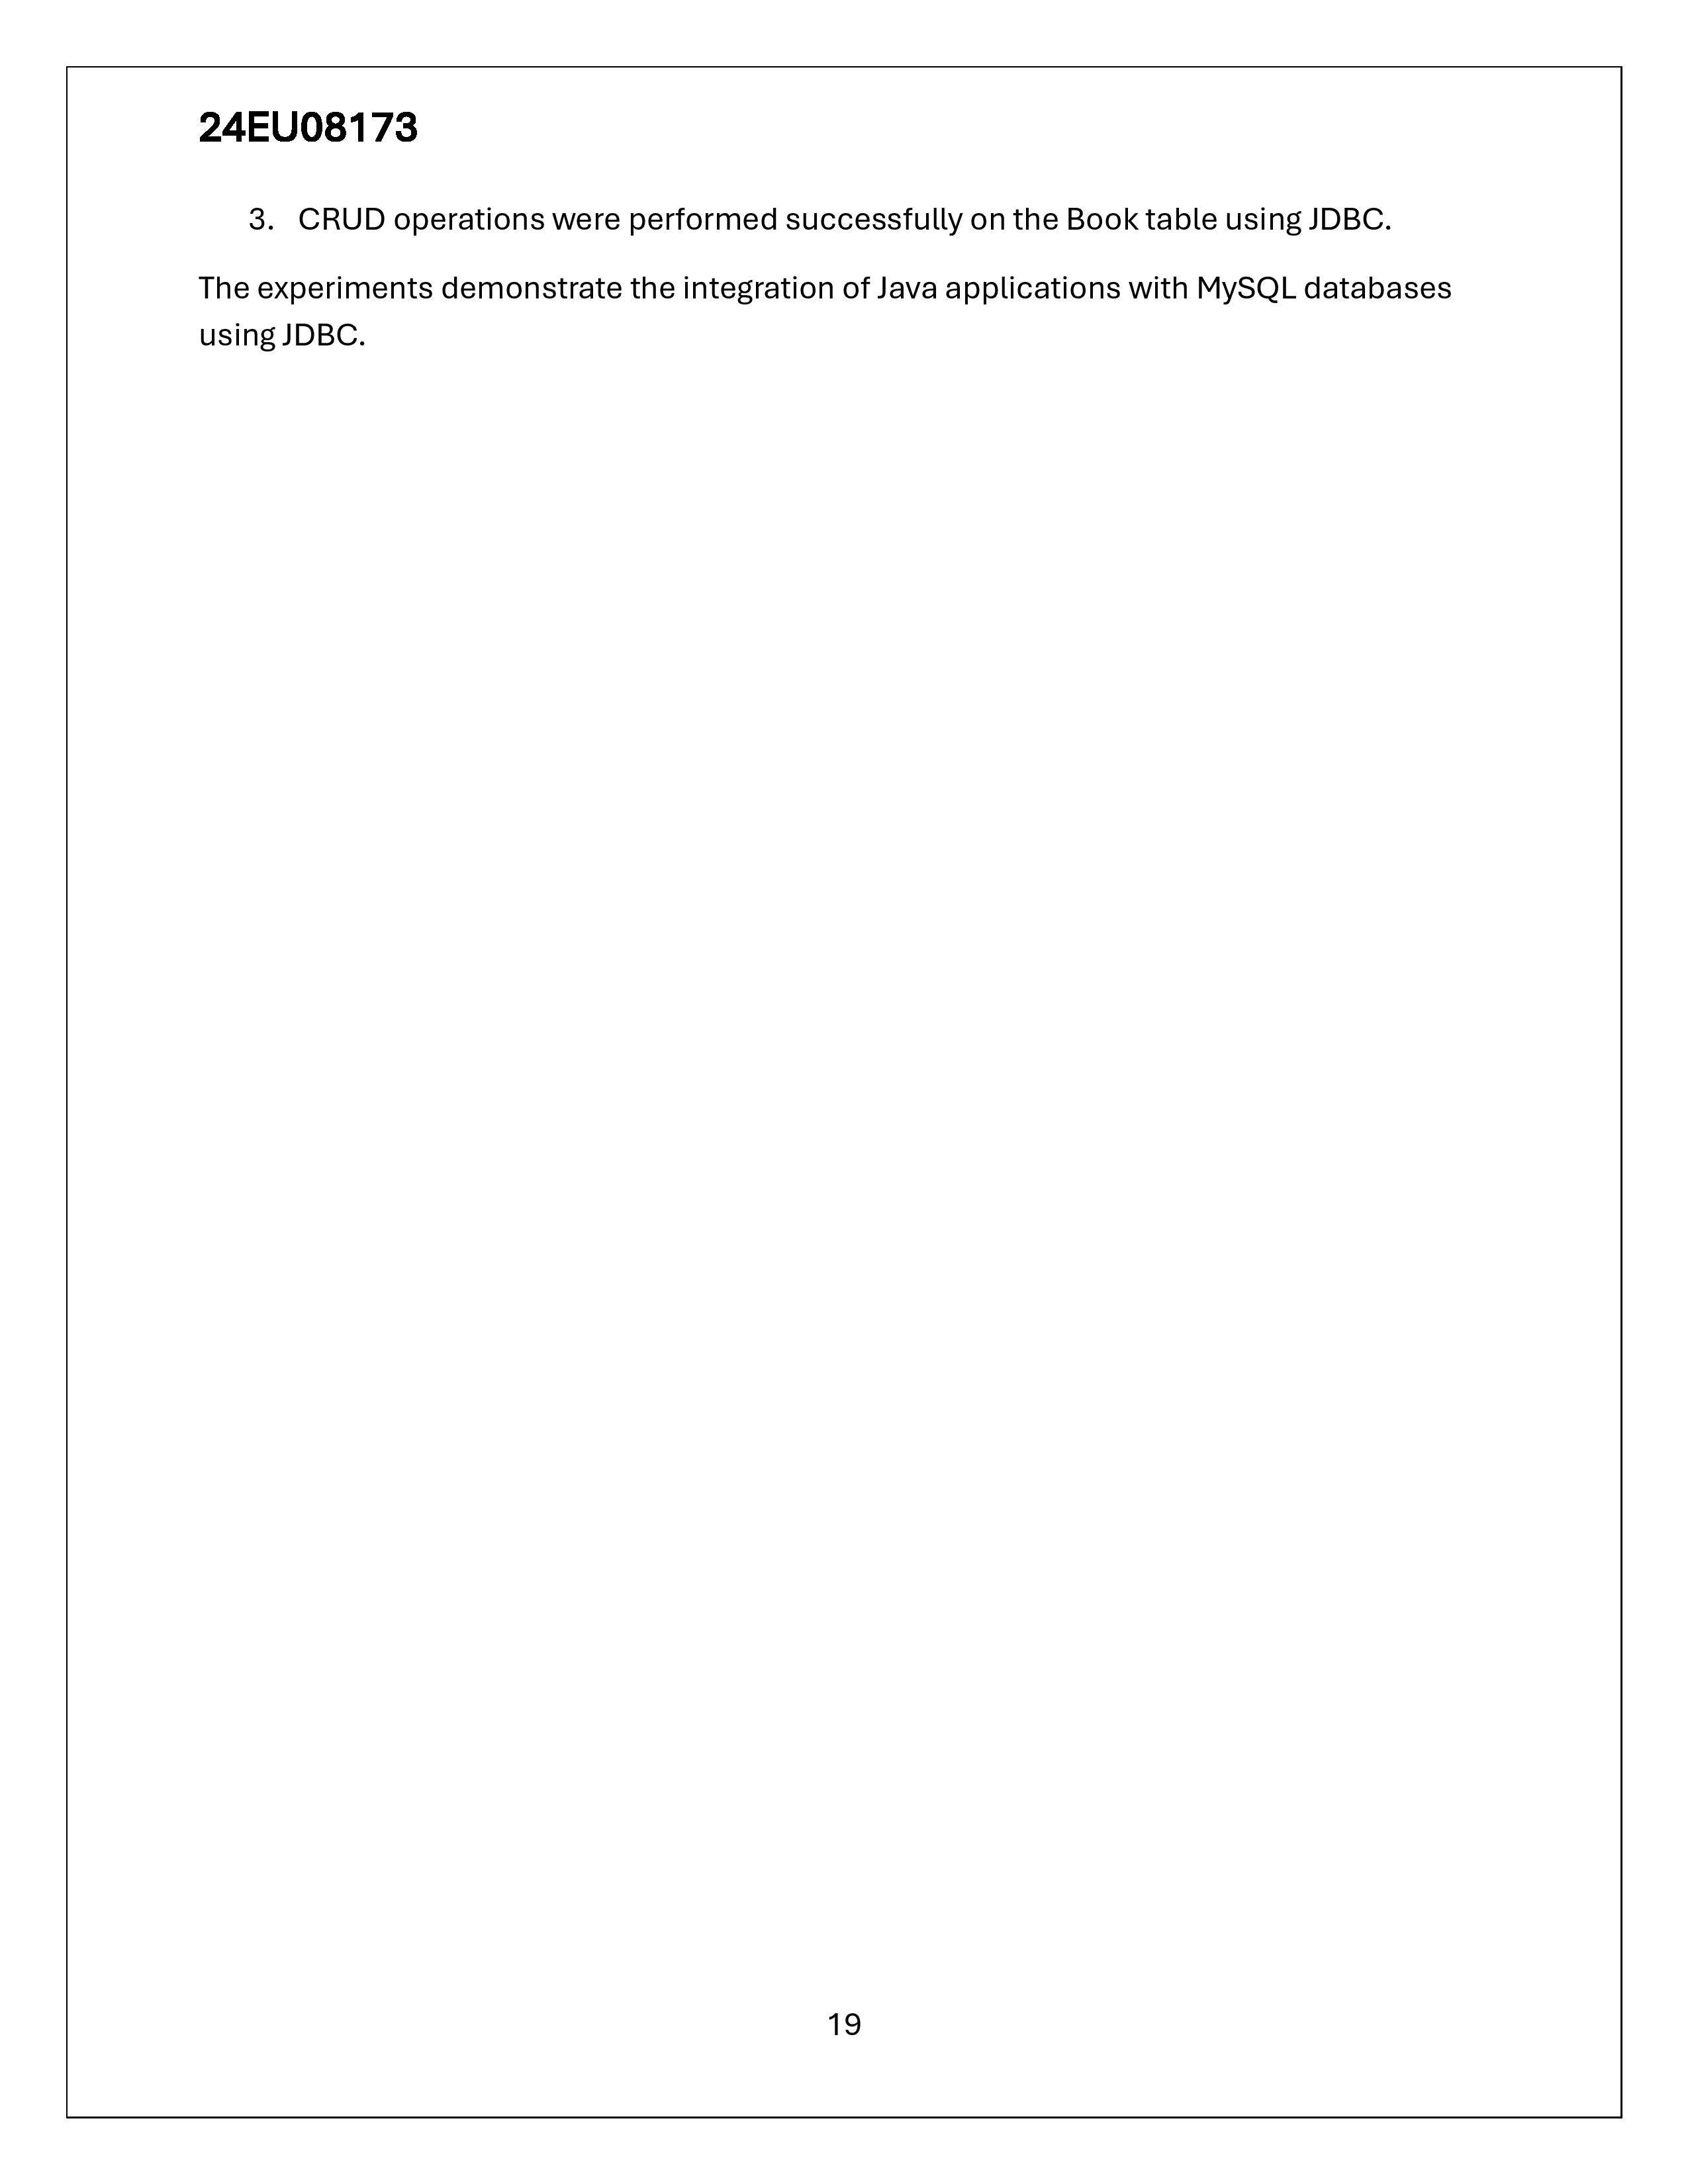 24EU08173
3. CRUD operations were performed successfully on the Book table using JDBC.
The experiments demonstrate the integration of Java applications with MySQL databases
using JDBC.
19